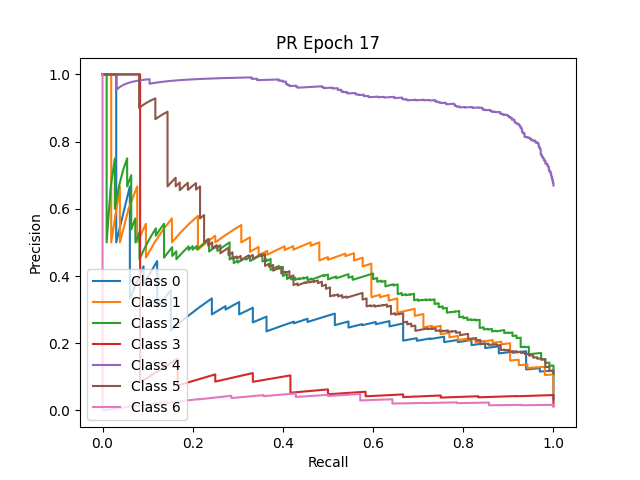 PR Epoch 17
Precision
1.0
0.8
0.6
0.4
0.2
0.0
Class 0
Class 1
Class 2
Class 3
Class 4
Class 5
Class 6
0.0 0.2 0.4 0.6 0.8 1.0
Recall